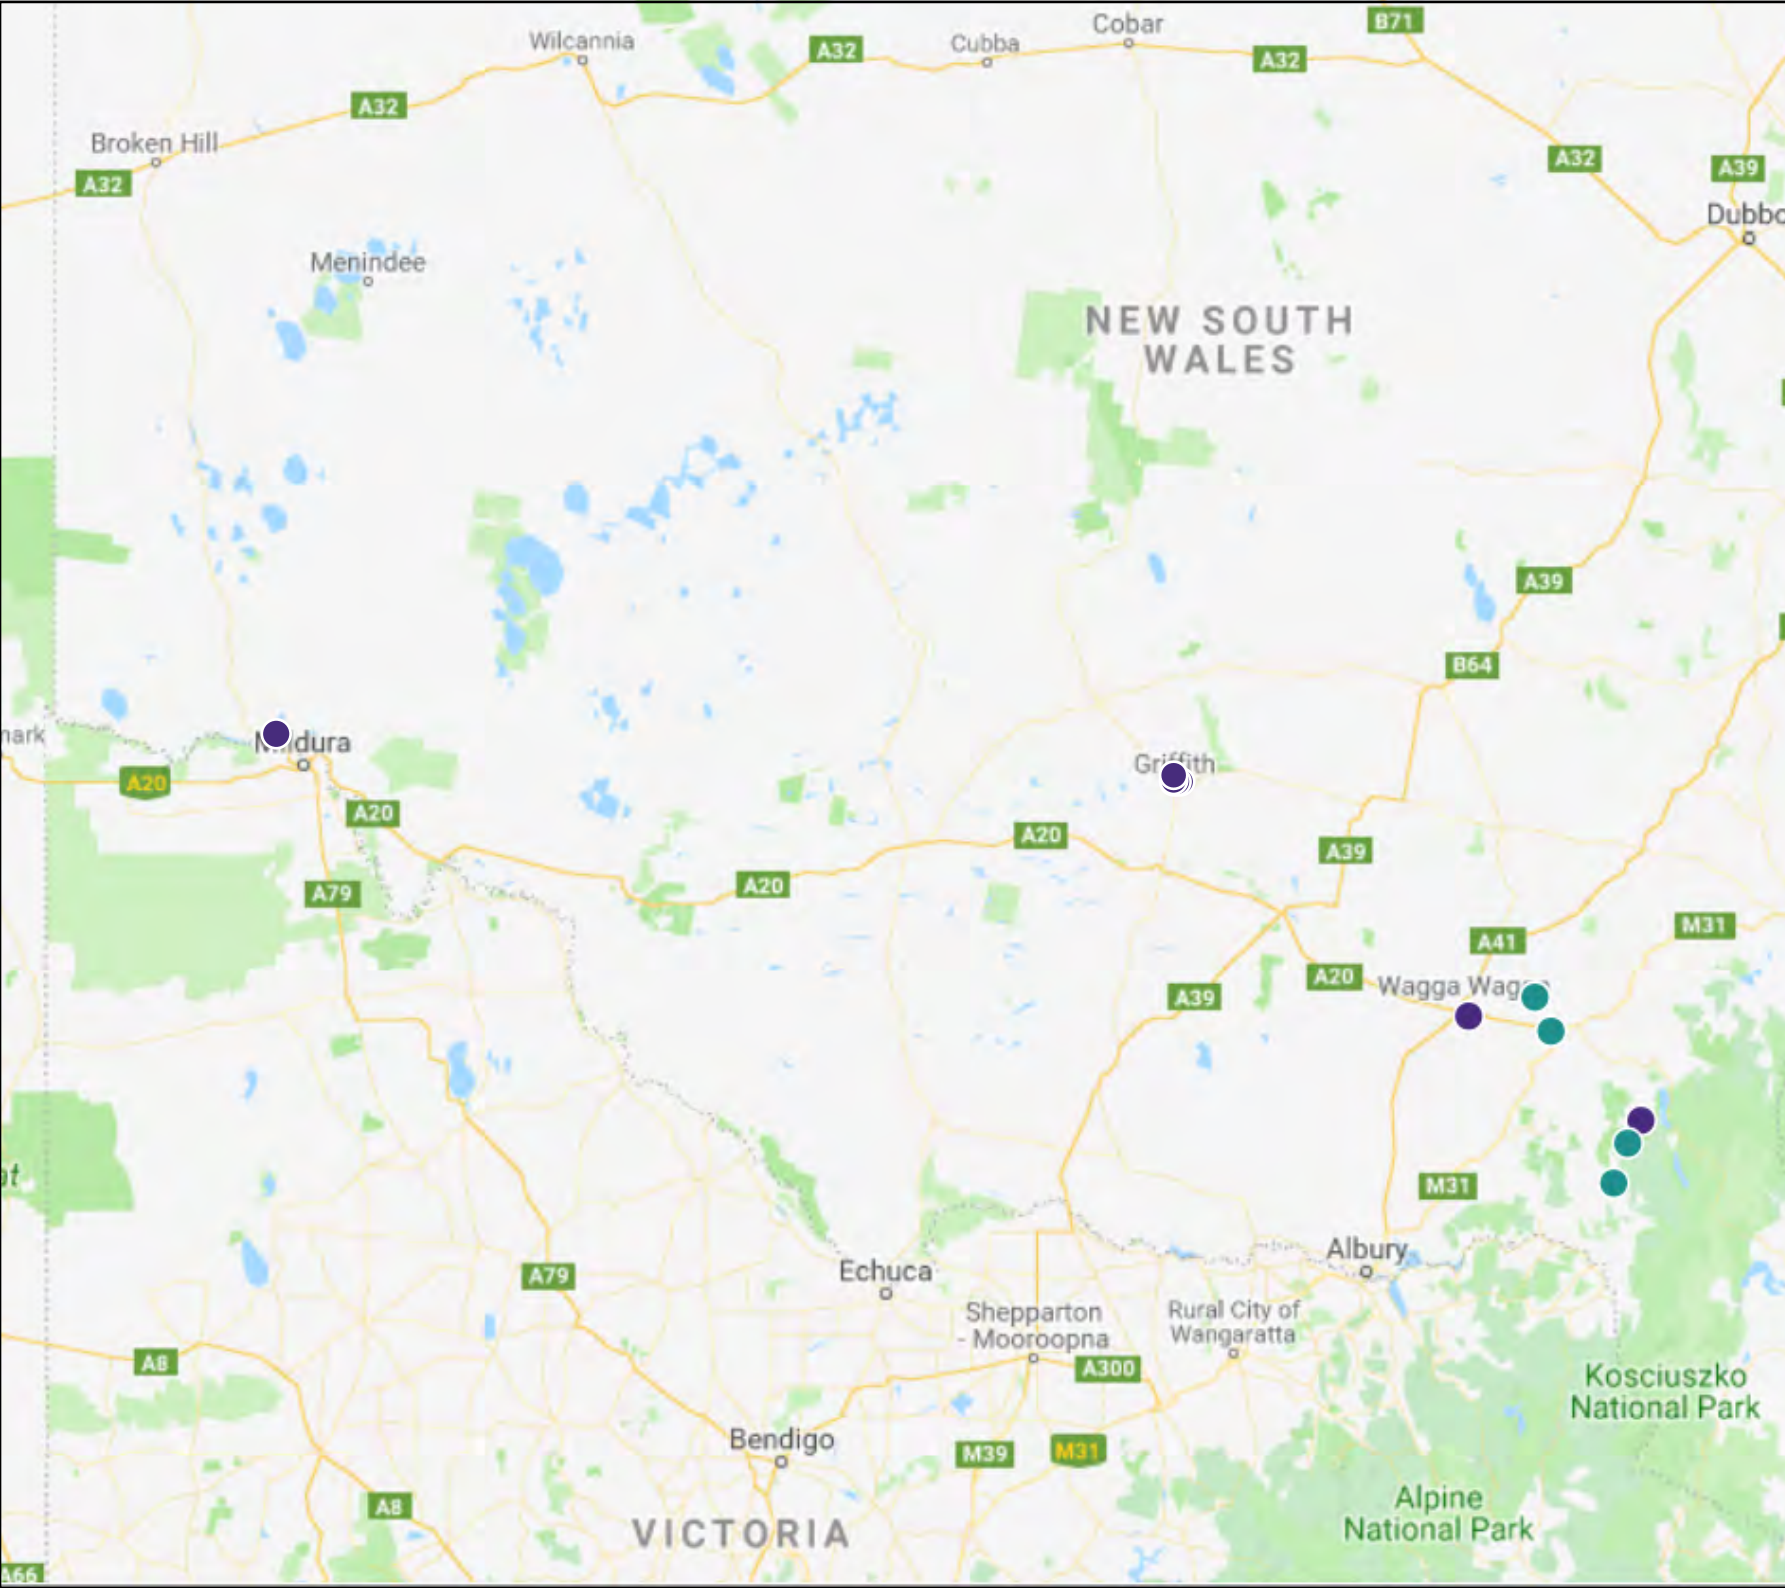 B71
Cobar
Wilcannia
A32
Cubba
A32
A32
Broken Hill
A32
A32
A39
Dubbo
Menindee
NEW SOUTH
WALES
A39
B64
A20
Griffith
A20
A20
A39
A20
A79
M31
A41
A20
Wagga
A39
M31
Albury
Echuca
A79
Shepparton
- Mooroopna
Rural City of
Wangaratta
A8
A300
Kosciuszko
National Park
Bendigo
M39
M31
Alpine
National Park
A8
VICTORIA
A66